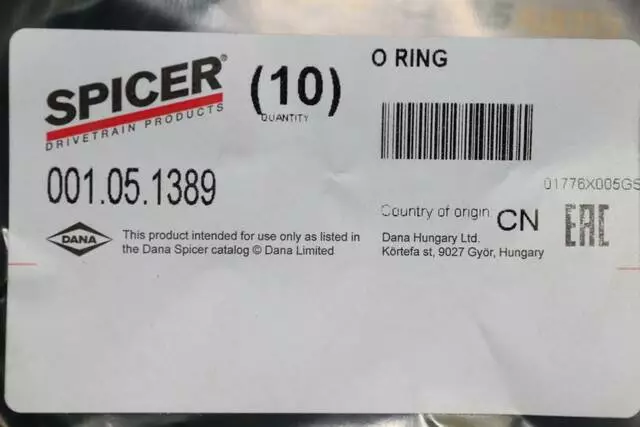 O RING
SPICER®
DRIVETRAIN PRODUCTS
(10)
QUANTITY
001.05.1389
01776X005GS
Country of origin CN
EAC
DANA
This product intended for use only as listed in
the Dana Spicer catalog © Dana Limited
Dana Hungary Ltd.
Körtefa st, 9027 Győr, Hungary